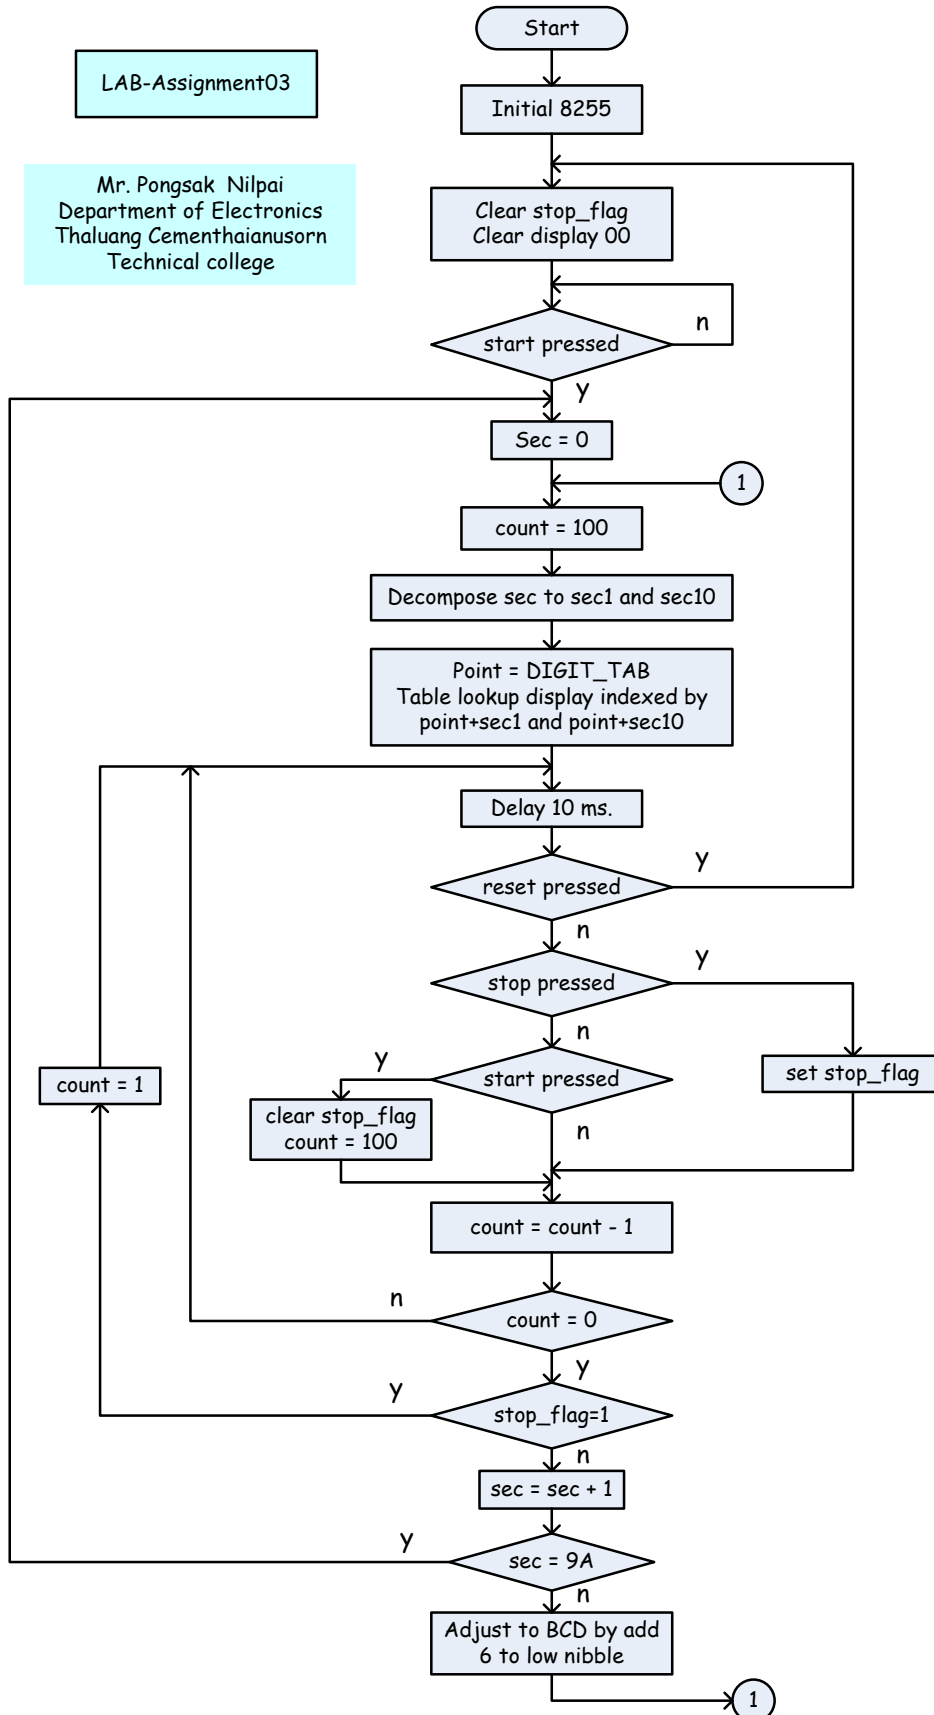 Start
LAB-Assignment03
Initial 8255
Mr. Pongsak Nilpai
Department of Electronics
Thaluang Cementhaianusorn
Technical college
Clear stop_flag
Clear display 00
n
start pressed
y
Sec = 0
1
count = 100
Decompose sec to sec1 and sec10
Point = DIGIT_TAB
Table lookup display indexed by
point+sec1 and point+sec10
Delay 10 ms.
y
reset pressed
n
y
stop pressed
n
y
start pressed
set stop_flag
count = 1
clear stop_flag
count = 100
n
count = count - 1
n
count = 0
y
y
stop_flag=1
n
sec = sec + 1
y
sec = 9A
n
Adjust to BCD by add
6 to low nibble
1